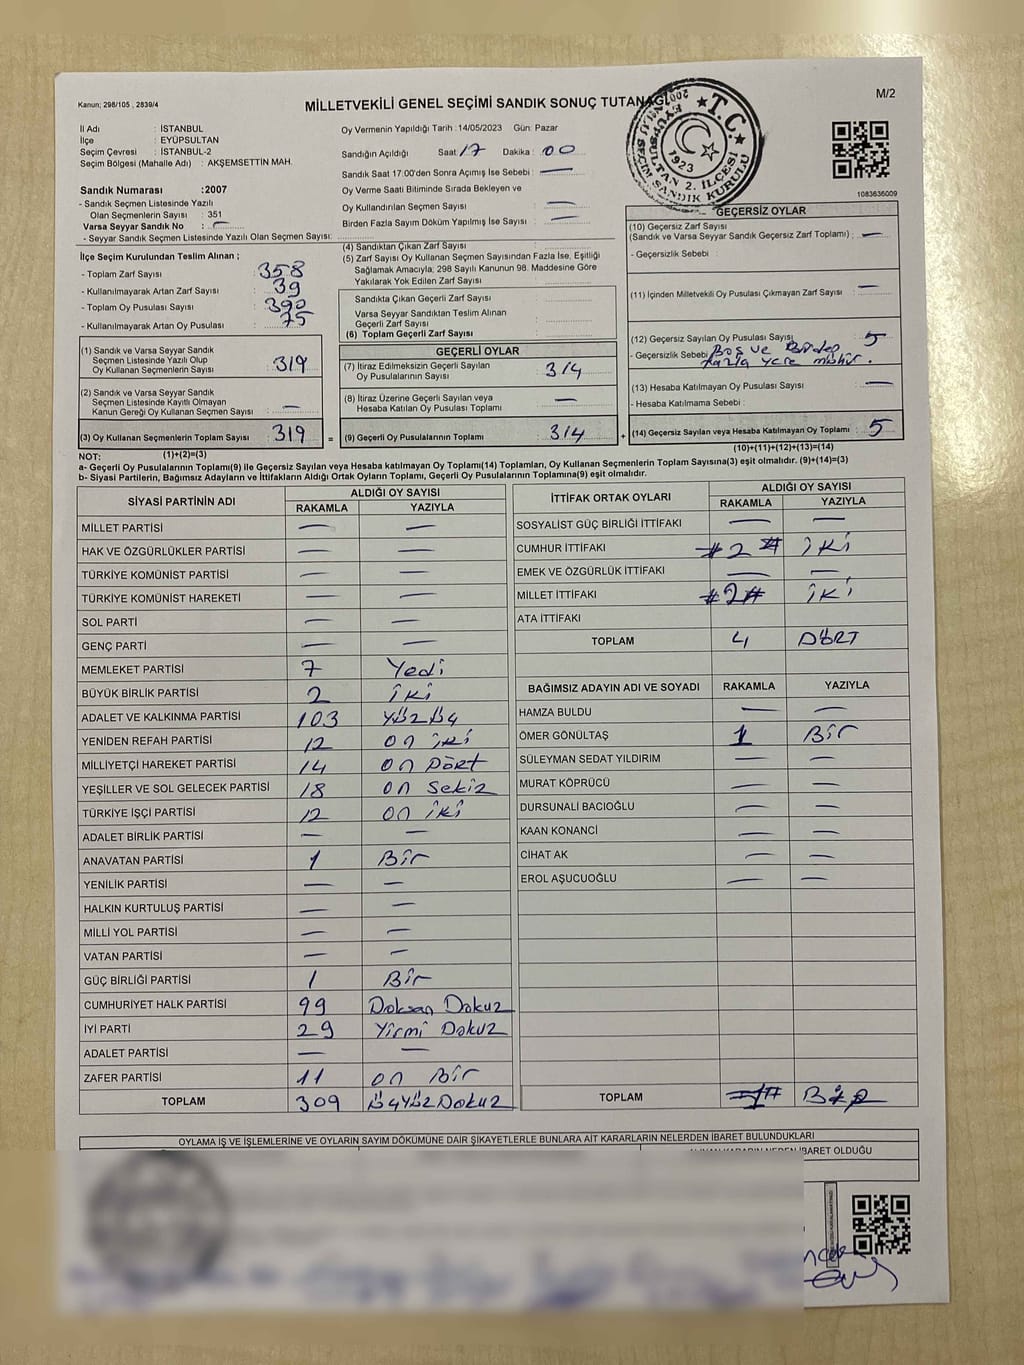 Kanun; 298/105 , 2839/4
MİLLETVEKİLİ GENEL SEÇİMİ SANDIK SONUÇ TUTANAĞI
M/2
İl Adı : İSTANBUL
İlçe : EYÜPSULTAN
Seçim Çevresi : İSTANBUL-2
Seçim Bölgesi (Mahalle Adı) : AKŞEMSETTİN MAH.
Sandık Numarası :2007
- Sandık Seçmen Listesinde Yazılı
Olan Seçmenlerin Sayısı : 351
Varsa Seyyar Sandık No : —
- Seyyar Sandık Seçmen Listesinde Yazılı Olan Seçmen Sayısı:
Oy Vermenin Yapıldığı Tarih :14/05/2023 Gün: Pazar
Sandığın Açıldığı Saat 17 Dakika : 00
Sandık Saat 17:00'den Sonra Açımış İse Sebebi : —
Oy Verme Saati Bitiminde Sırada Bekleyen ve
Oy Kullandırılan Seçmen Sayısı : —
Birden Fazla Sayım Döküm Yapılmış İse Sayısı : —
T.C.
EYÜPSULTAN 2. İLÇESİ
SEÇİM SANDIK KURULU
1923
1083636009
İlçe Seçim Kurulundan Teslim Alınan ;
- Toplam Zarf Sayısı : 358
- Kullanılmayarak Artan Zarf Sayısı : 39
- Toplam Oy Pusulası Sayısı : 390
- Kullanılmayarak Artan Oy Pusulası : 75
(1) Sandık ve Varsa Seyyar Sandık
Seçmen Listesinde Yazılı Olup
Oy Kullanan Seçmenlerin Sayısı : 319
(2) Sandık ve Varsa Seyyar Sandık
Seçmen Listesinde Kayıtlı Olmayan
Kanun Gereği Oy Kullanan Seçmen Sayısı : —
(3) Oy Kullanan Seçmenlerin Toplam Sayısı : 319 =
(1)+(2)=(3)
(4) Sandıktan Çıkan Zarf Sayısı :
(5) Zarf Sayısı Oy Kullanan Seçmen Sayısından Fazla İse, Eşitliği
Sağlamak Amacıyla; 298 Sayılı Kanunun 98. Maddesine Göre
Yakılarak Yok Edilen Zarf Sayısı :
Sandıkta Çıkan Geçerli Zarf Sayısı :
Varsa Seyyar Sandıktan Teslim Alınan
Geçerli Zarf Sayısı :
(6) Toplam Geçerli Zarf Sayısı :
GEÇERLİ OYLAR
(7) İtiraz Edilmeksizin Geçerli Sayılan
Oy Pusulalarının Sayısı : 314
(8) İtiraz Üzerine Geçerli Sayılan veya
Hesaba Katılan Oy Pusulası Toplamı : —
(9) Geçerli Oy Pusulalarının Toplamı : 314 +
GEÇERSİZ OYLAR
(10) Geçersiz Zarf Sayısı
(Sandık ve Varsa Seyyar Sandık Geçersiz Zarf Toplamı) : —
- Geçersizlik Sebebi :
(11) İçinden Milletvekili Oy Pusulası Çıkmayan Zarf Sayısı : —
(12) Geçersiz Sayılan Oy Pusulası Sayısı : 5
- Geçersizlik Sebebi : Boş ve Birden
fazla yere mühür.
(13) Hesaba Katılmayan Oy Pusulası Sayısı : —
- Hesaba Katılmama Sebebi :
(14) Geçersiz Sayılan veya Hesaba Katılmayan Oy Toplamı : 5
(10)+(11)+(12)+(13)=(14)
NOT:
a- Geçerli Oy Pusulalarının Toplamı(9) ile Geçersiz Sayılan veya Hesaba katılmayan Oy Toplamı(14) Toplamları, Oy Kullanan Seçmenlerin Toplam Sayısına(3) eşit olmalıdır. (9)+(14)=(3)
b- Siyasi Partilerin, Bağımsız Adayların ve İttifakların Aldığı Ortak Oyların Toplamı, Geçerli Oy Pusulalarının Toplamına(9) eşit olmalıdır.
SİYASİ PARTİNİN ADI ALDIĞI OY SAYISI
RAKAMLA YAZIYLA
MİLLET PARTİSİ — —
HAK VE ÖZGÜRLÜKLER PARTİSİ — —
TÜRKİYE KOMÜNİST PARTİSİ — —
TÜRKİYE KOMÜNİST HAREKETİ — —
SOL PARTİ — —
GENÇ PARTİ — —
MEMLEKET PARTİSİ 7 Yedi
BÜYÜK BİRLİK PARTİSİ 2 iki
ADALET VE KALKINMA PARTİSİ 103 YÜZÜÇ
YENİDEN REFAH PARTİSİ 12 on iki
MİLLİYETÇİ HAREKET PARTİSİ 14 on Dört
YEŞİLLER VE SOL GELECEK PARTİSİ 18 on Sekiz
TÜRKİYE İŞÇİ PARTİSİ 12 on iki
ADALET BİRLİK PARTİSİ — —
ANAVATAN PARTİSİ 1 Bir
YENİLİK PARTİSİ — —
HALKIN KURTULUŞ PARTİSİ — —
MİLLİ YOL PARTİSİ — —
VATAN PARTİSİ — —
GÜÇ BİRLİĞİ PARTİSİ 1 Bir
CUMHURİYET HALK PARTİSİ 99 Doksan Dokuz
İYİ PARTİ 29 Yirmi Dokuz
ADALET PARTİSİ — —
ZAFER PARTİSİ 11 on Bir
TOPLAM 309 ÜÇYÜZ Dokuz
İTTİFAK ORTAK OYLARI ALDIĞI OY SAYISI
RAKAMLA YAZIYLA
SOSYALİST GÜÇ BİRLİĞİ İTTİFAKI — —
CUMHUR İTTİFAKI #2# iki
EMEK VE ÖZGÜRLÜK İTTİFAKI — —
MİLLET İTTİFAKI #2# iki
ATA İTTİFAKI
TOPLAM 4 DÖRT
BAĞIMSIZ ADAYIN ADI VE SOYADI RAKAMLA YAZIYLA
HAMZA BULDU — —
ÖMER GÖNÜLTAŞ 1 Bir
SÜLEYMAN SEDAT YILDIRIM — —
MURAT KÖPRÜCÜ — —
DURSUNALİ BACIOĞLU — —
KAAN KONANCİ — —
CİHAT AK — —
EROL AŞUCUOĞLU — —
TOPLAM #1# Bir
OYLAMA İŞ VE İŞLEMLERİNE VE OYLARIN SAYIM DÖKÜMÜNE DAİR ŞİKAYETLERLE BUNLARA AİT KARARLARIN NELERDEN İBARET BULUNDUKLARI
İBARET OLDUĞU